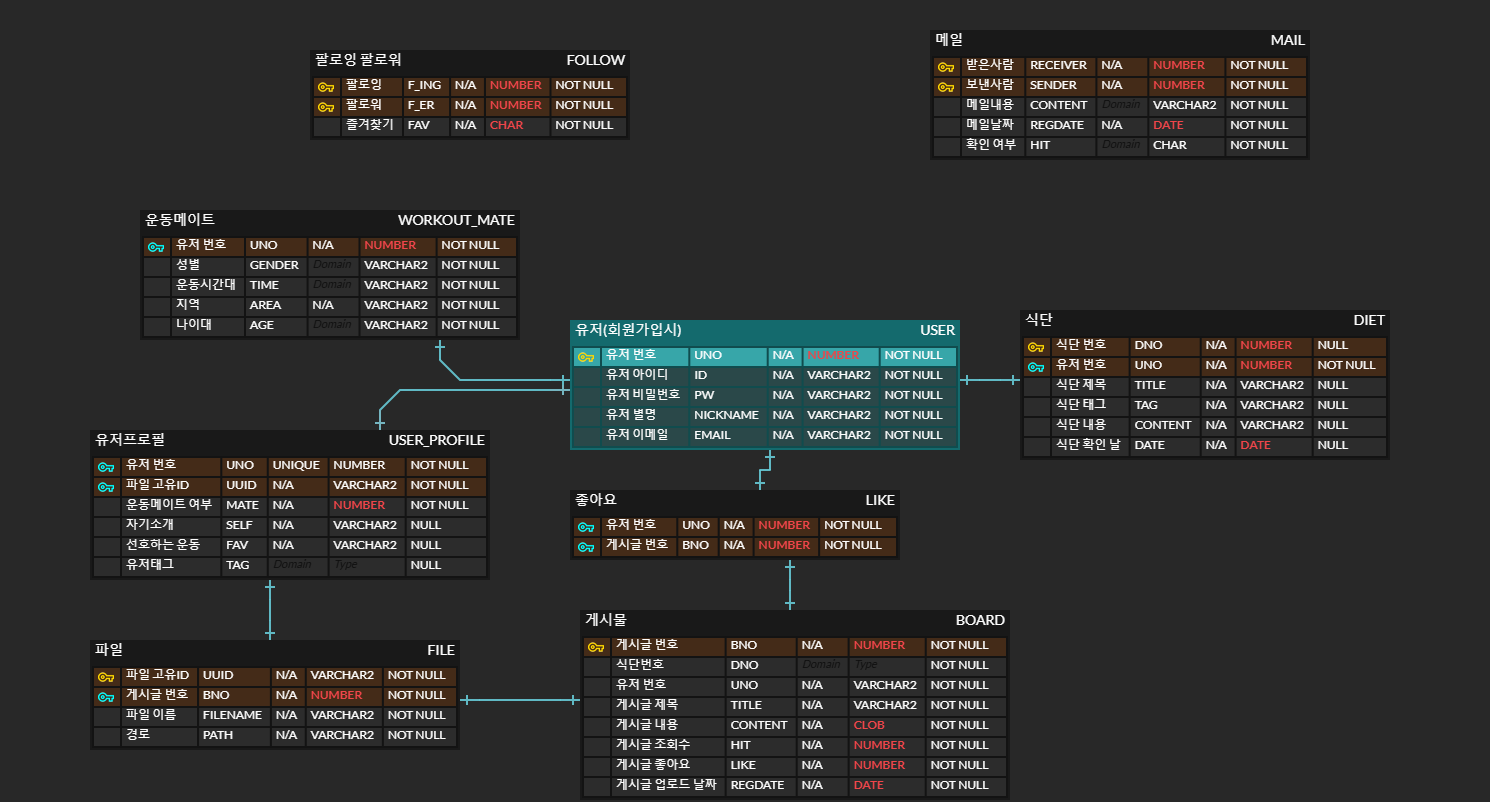 팔로잉 팔로워 FOLLOW
팔로잉 F_ING N/A NUMBER NOT NULL
팔로워 F_ER N/A NUMBER NOT NULL
즐겨찾기 FAV N/A CHAR NOT NULL
메일 MAIL
받은사람 RECEIVER N/A NUMBER NOT NULL
보낸사람 SENDER N/A NUMBER NOT NULL
메일내용 CONTENT Domain VARCHAR2 NOT NULL
메일날짜 REGDATE N/A DATE NOT NULL
확인 여부 HIT Domain CHAR NOT NULL
운동메이트 WORKOUT_MATE
유저 번호 UNO N/A NUMBER NOT NULL
성별 GENDER Domain VARCHAR2 NOT NULL
운동시간대 TIME Domain VARCHAR2 NOT NULL
지역 AREA N/A VARCHAR2 NOT NULL
나이대 AGE Domain VARCHAR2 NOT NULL
유저(회원가입시) USER
유저 번호 UNO N/A NUMBER NOT NULL
유저 아이디 ID N/A VARCHAR2 NOT NULL
유저 비밀번호 PW N/A VARCHAR2 NOT NULL
유저 별명 NICKNAME N/A VARCHAR2 NOT NULL
유저 이메일 EMAIL N/A VARCHAR2 NOT NULL
식단 DIET
식단 번호 DNO N/A NUMBER NULL
유저 번호 UNO N/A NUMBER NOT NULL
식단 제목 TITLE N/A VARCHAR2 NULL
식단 태그 TAG N/A VARCHAR2 NULL
식단 내용 CONTENT N/A VARCHAR2 NULL
식단 확인 날 DATE N/A DATE NULL
유저프로필 USER_PROFILE
유저 번호 UNO UNIQUE NUMBER NOT NULL
파일 고유ID UUID N/A VARCHAR2 NOT NULL
운동메이트 여부 MATE N/A NUMBER NOT NULL
자기소개 SELF N/A VARCHAR2 NULL
선호하는 운동 FAV N/A VARCHAR2 NULL
유저태그 TAG Domain Type NULL
좋아요 LIKE
유저 번호 UNO N/A NUMBER NOT NULL
게시글 번호 BNO N/A NUMBER NOT NULL
파일 FILE
파일 고유ID UUID N/A VARCHAR2 NOT NULL
게시글 번호 BNO N/A NUMBER NOT NULL
파일 이름 FILENAME N/A VARCHAR2 NOT NULL
경로 PATH N/A VARCHAR2 NOT NULL
게시물 BOARD
게시글 번호 BNO N/A NUMBER NOT NULL
식단번호 DNO Domain Type NOT NULL
유저 번호 UNO N/A VARCHAR2 NOT NULL
게시글 제목 TITLE N/A VARCHAR2 NOT NULL
게시글 내용 CONTENT N/A CLOB NOT NULL
게시글 조회수 HIT N/A NUMBER NOT NULL
게시글 좋아요 LIKE N/A NUMBER NOT NULL
게시글 업로드 날짜 REGDATE N/A DATE NOT NULL